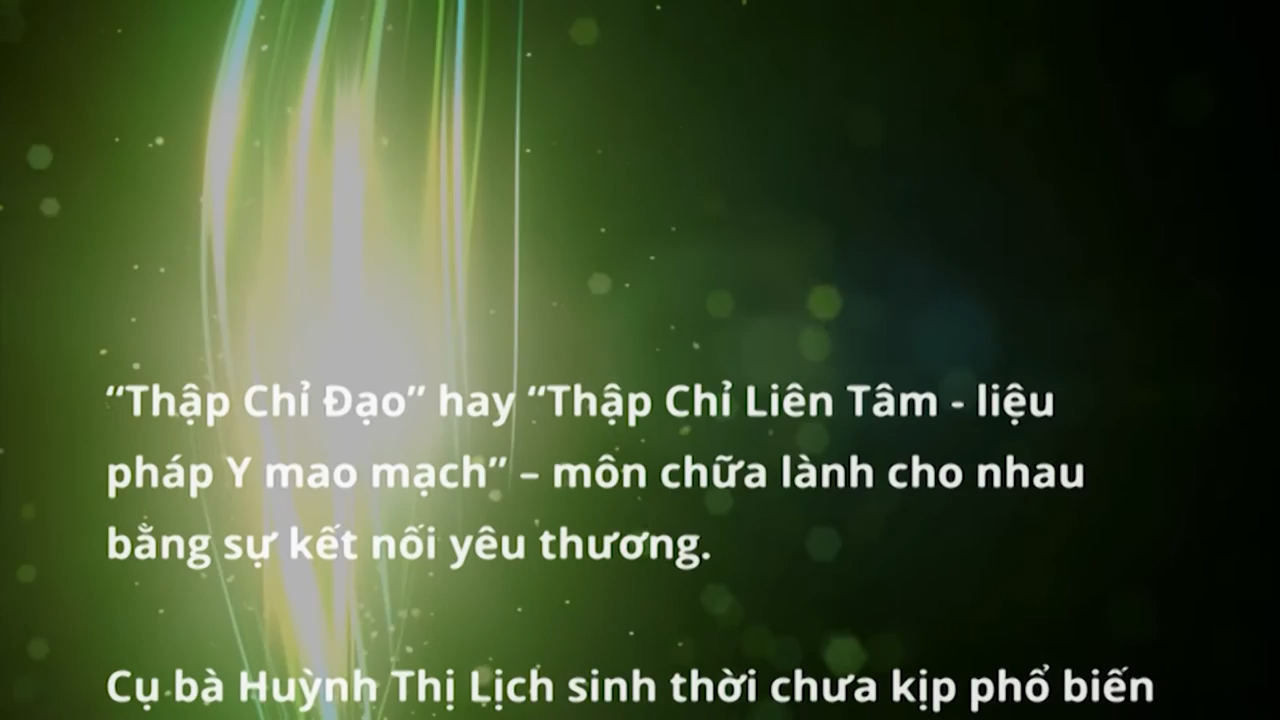 “Thập Chỉ Đạo” hay “Thập Chỉ Liên Tâm - liệu
pháp Y mao mạch” – môn chữa lành cho nhau
bằng sự kết nối yêu thương.
Cụ bà Huỳnh Thị Lịch sinh thời chưa kịp phổ biến